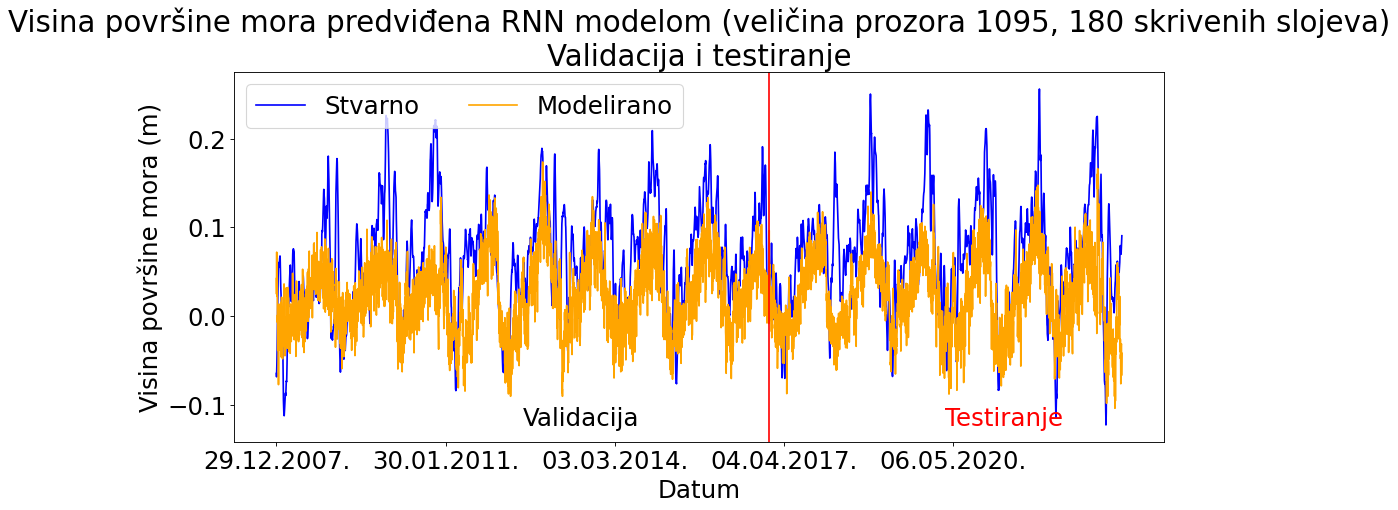 Visina površine mora predviđena RNN modelom (veličina prozora 1095, 180 skrivenih slojeva)
Validacija i testiranje
Stvarno
Modelirano
Visina površine mora (m)
0.2
0.1
0.0
−0.1
Validacija
Testiranje
29.12.2007.
30.01.2011.
03.03.2014.
04.04.2017.
06.05.2020.
Datum